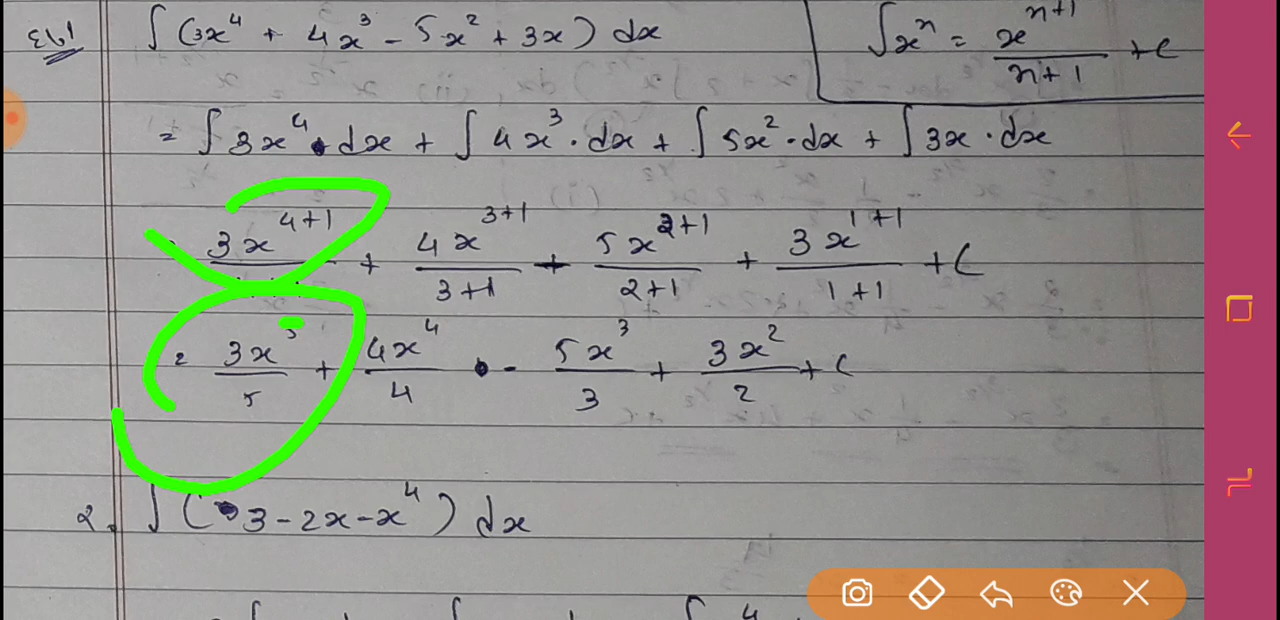 Eg 1 ∫ (3x⁴ + 4x³ - 5x² + 3x) dx
∫xⁿ = xⁿ⁺¹/n+1 + c
= ∫ 3x⁴ . dx + ∫ 4x³ . dx + ∫ 5x² . dx + ∫ 3x . dx
3x⁴⁺¹ + 4x³⁺¹/3+1 + 5x²⁺¹/2+1 + 3x¹⁺¹/1+1 + C
= 3x⁵/5 + 4x⁴/4 - 5x³/3 + 3x²/2 + C
2. ∫ (3 - 2x - x⁴) dx